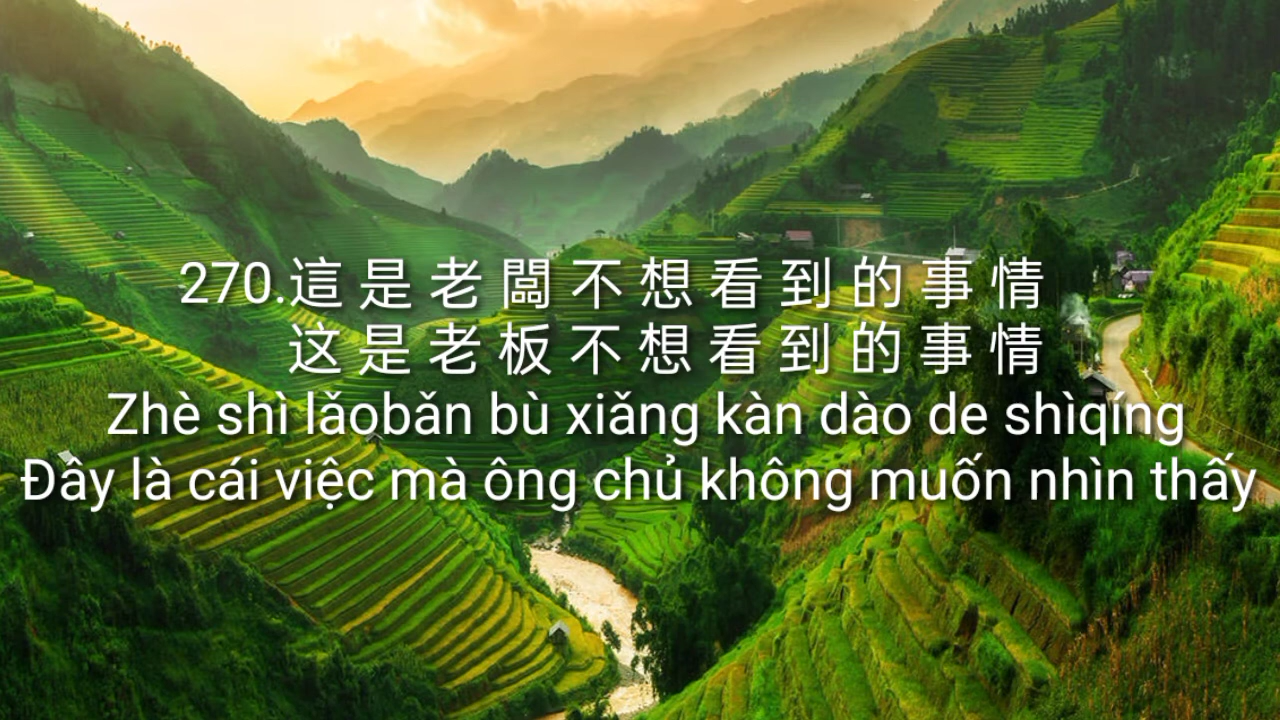 270.這 是 老 闆 不 想 看 到 的 事 情
这 是 老 板 不 想 看 到 的 事 情
Zhè shì lǎobǎn bù xiǎng kàn dào de shìqíng
Đây là cái việc mà ông chủ không muốn nhìn thấy